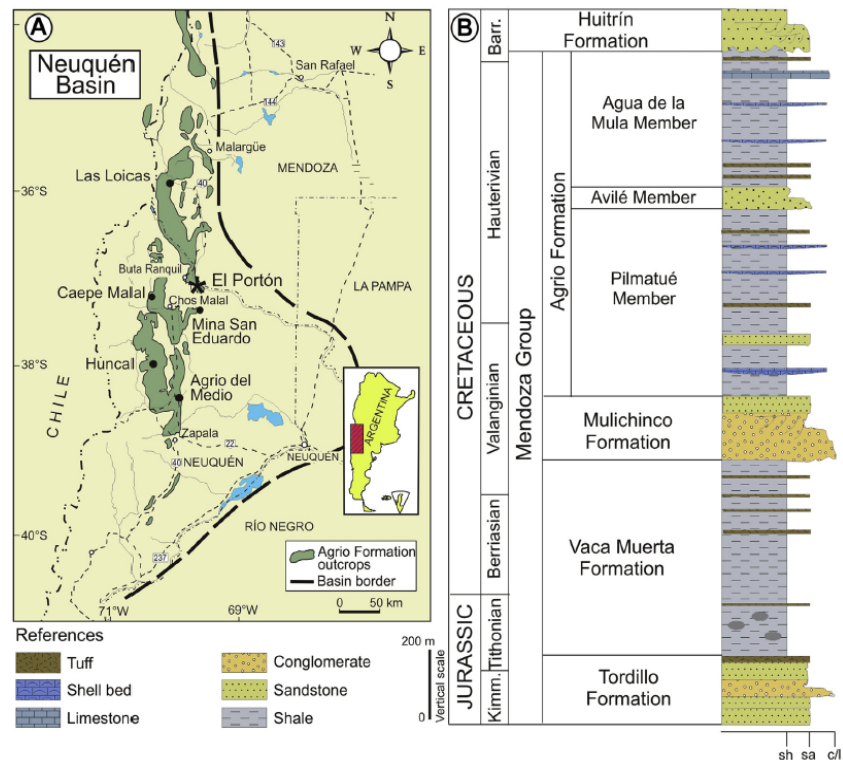 A
Neuquén
Basin
N
W
E
S
143
San Rafael
144
Malargüe
MENDOZA
Las Loicas
40
36°S
Buta Ranquil
El Portón
LA PAMPA
Caepe Malal
Chos Malal
Mina San
Eduardo
38°S
Huncal
Agrio del
Medio
CHILE
ARGENTINA
Zapala
22
NEUQUÉN
40
NEUQUÉN
40°S
RÍO NEGRO
237
Agrio Formation
outcrops
Basin border
0 50 km
71°W
69°W
References
Tuff
Conglomerate
Shell bed
Sandstone
Limestone
Shale
200 m
Vertical scale
0
B
Barr.
Huitrín
Formation
CRETACEOUS
Hauterivian
Mendoza Group
Agrio Formation
Agua de la
Mula Member
Avilé Member
Pilmatué
Member
Valanginian
Mulichinco
Formation
Berriasian
Vaca Muerta
Formation
JURASSIC
Tithonian
Kimm.
Tordillo
Formation
sh sa c/l